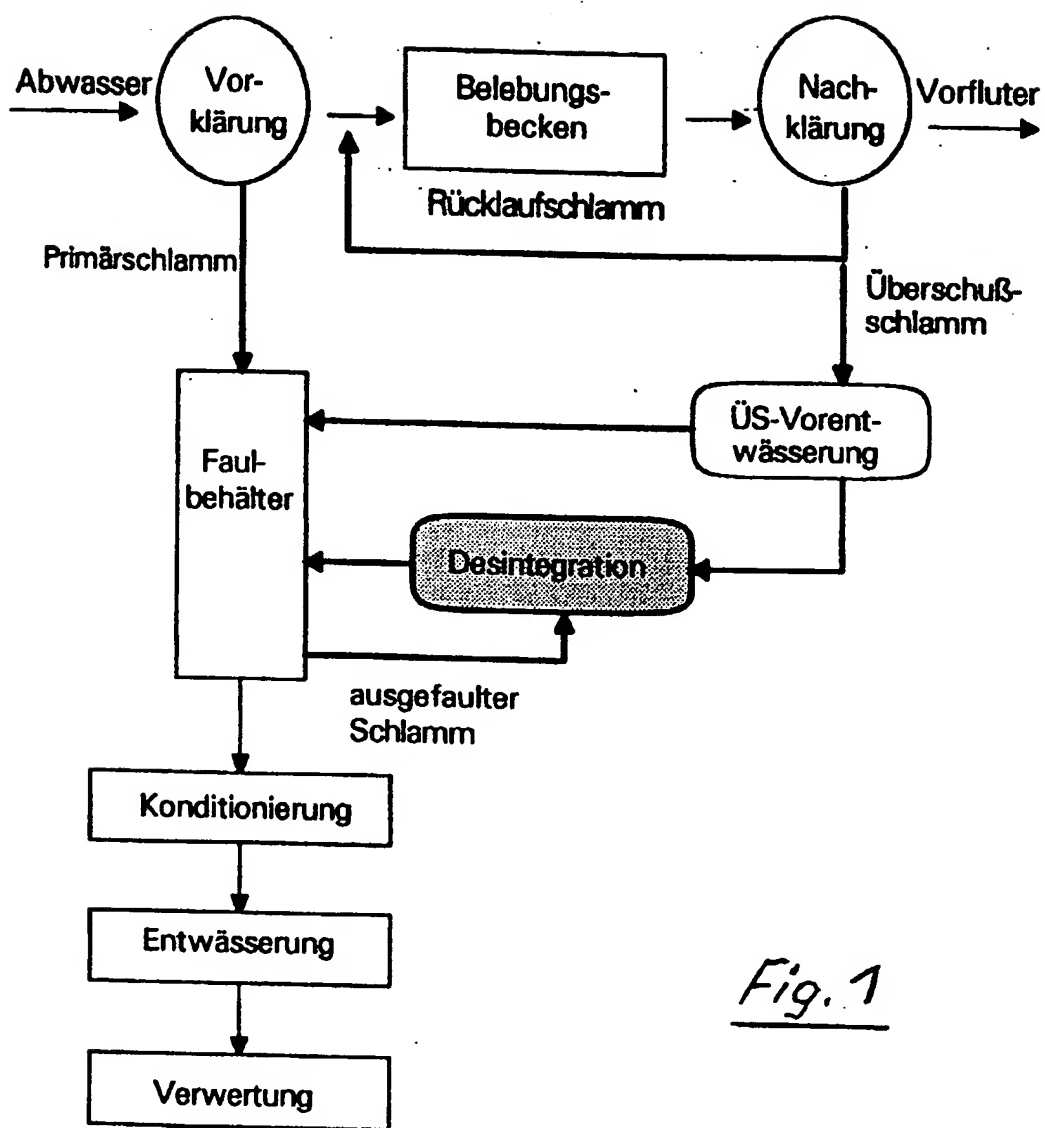 Abwasser
Vor-
klärung
Belebungs-
becken
Nach-
klärung
Vorfluter
Rücklaufschlamm
Primärschlamm
Überschuß-
schlamm
ÜS-Vorent-
wässerung
Faul-
behälter
Desintegration
ausgefaulter
Schlamm
Konditionierung
Entwässerung
Verwertung
Fig. 1